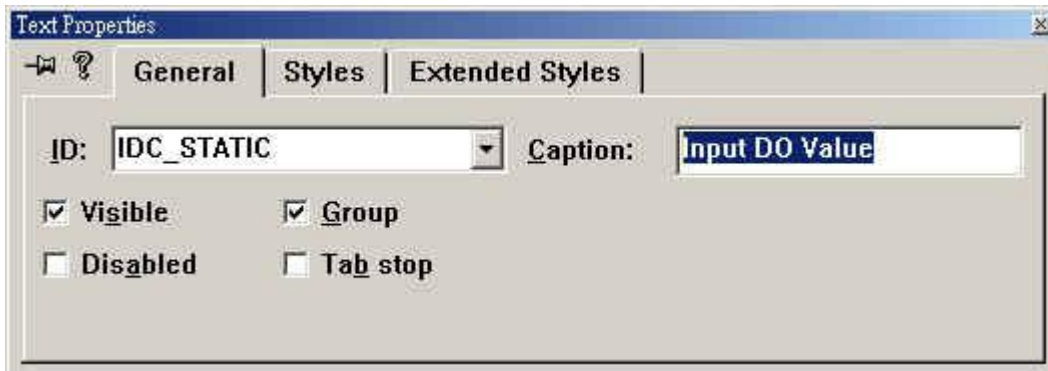 Text Properties
General Styles Extended Styles
ID: IDC_STATIC Caption: Input DO Value
Visible Group
Disabled Tab stop